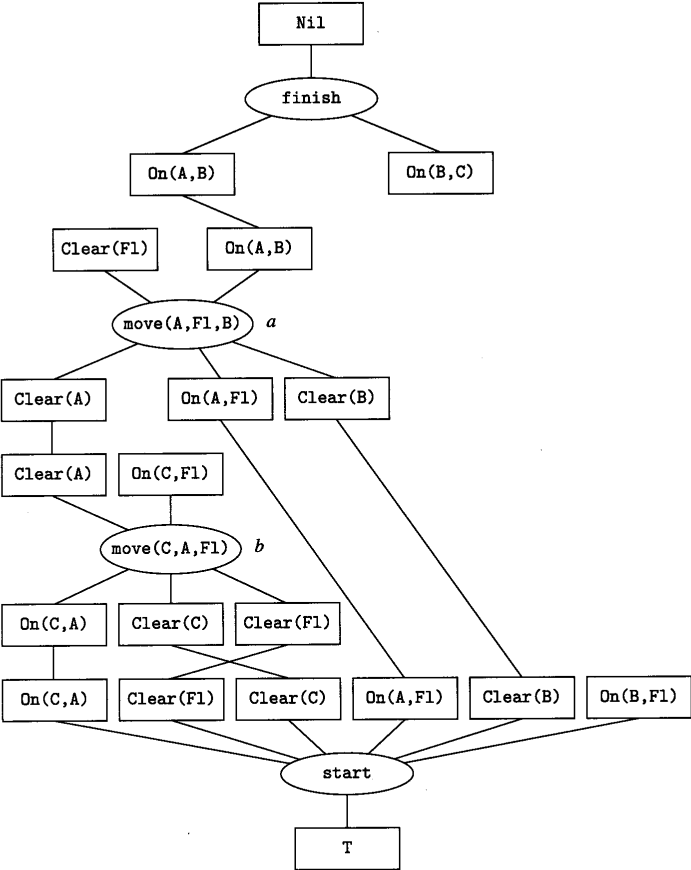 Nil
finish
On(A,B)
On(B,C)
Clear(Fl)
On(A,B)
move(A,Fl,B) a
Clear(A)
On(A,Fl)
Clear(B)
Clear(A)
On(C,Fl)
move(C,A,Fl) b
On(C,A)
Clear(C)
Clear(Fl)
On(C,A)
Clear(Fl)
Clear(C)
On(A,Fl)
Clear(B)
On(B,Fl)
start
T